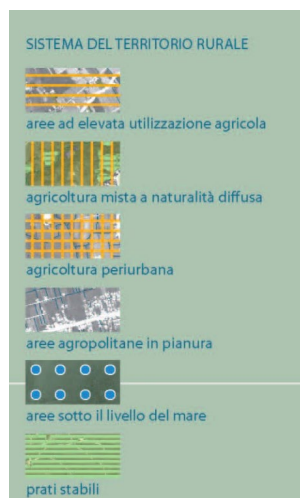 SISTEMA DEL TERRITORIO RURALE
aree ad elevata utilizzazione agricola
agricoltura mista a naturalità diffusa
agricoltura periurbana
aree agropolitane in pianura
aree sotto il livello del mare
prati stabili